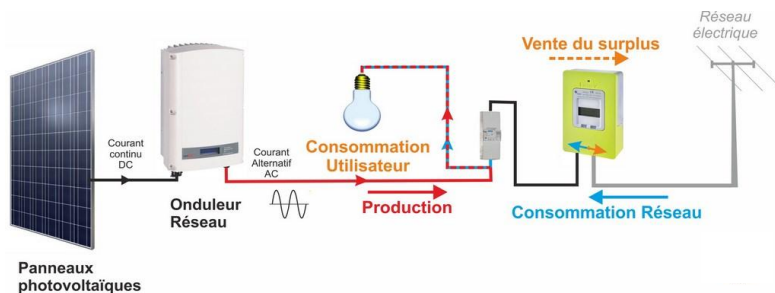 Réseau
électrique
Vente du surplus
Courant
continu
DC
Consommation
Utilisateur
Courant
Alternatif
AC
Onduleur
Réseau
Production
Consommation Réseau
Panneaux
photovoltaïques